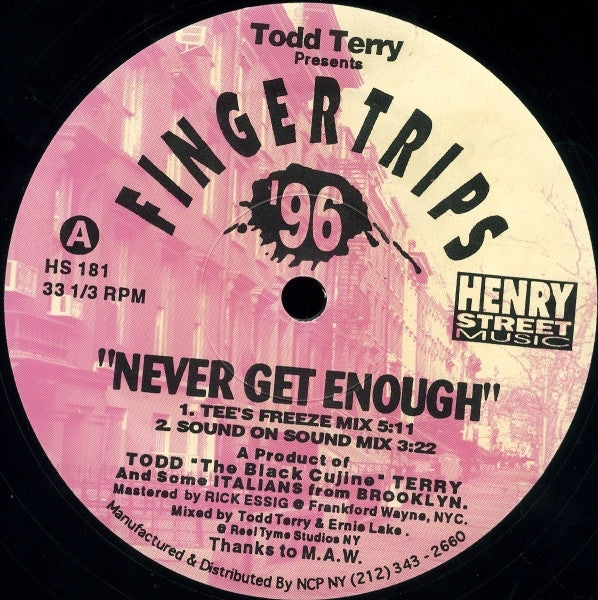 Todd Terry
Presents
FINGERTRIPS
'96
A
HS 181
33 1/3 RPM
HENRY
STREET
MUSIC
"NEVER GET ENOUGH"
1. TEE'S FREEZE MIX 5:11
2. SOUND ON SOUND MIX 3:22
A Product of
TODD "The Black Cujine" TERRY
And Some ITALIANS from BROOKLYN.
Mastered by RICK ESSIG @ Frankford Wayne, NYC.
Mixed by Todd Terry & Ernie Lake .
@ Reel Tyme Studios NY
Thanks to M.A.W.
Manufactured & Distributed By NCP NY (212) 343 - 2660